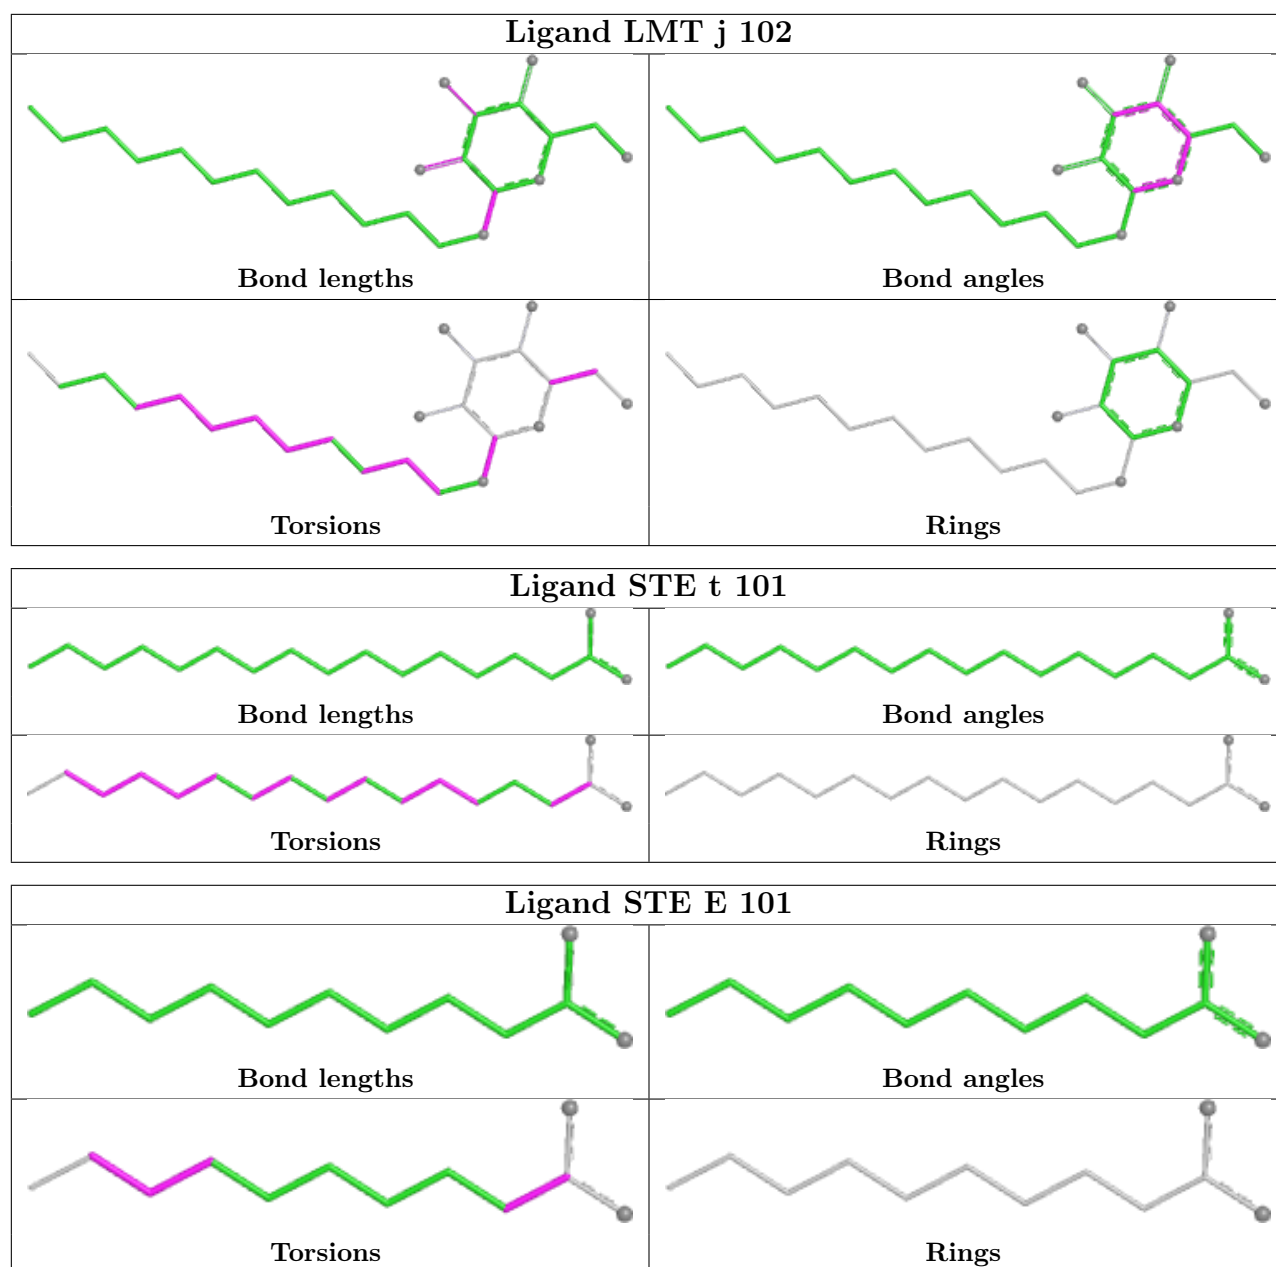 Ligand LMT j 102
Bond lengths
Bond angles
Torsions
Rings
Ligand STE t 101
Bond lengths
Bond angles
Torsions
Rings
Ligand STE E 101
Bond lengths
Bond angles
Torsions
Rings